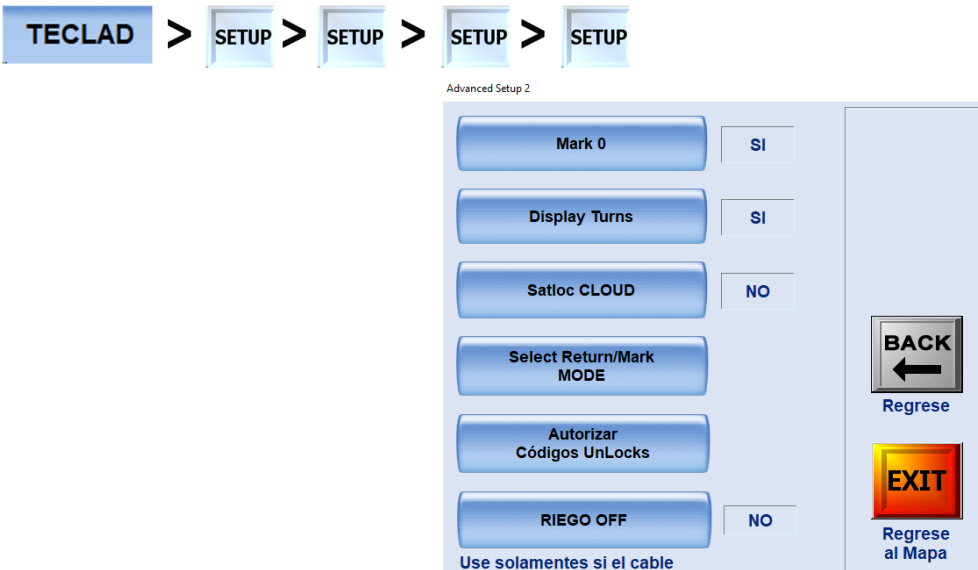 TECLAD > SETUP > SETUP > SETUP > SETUP
Advanced Setup 2
Mark 0 SI
Display Turns SI
Satloc CLOUD NO
Select Return/Mark
MODE
BACK
Regrese
Autorizar
Códigos UnLocks
EXIT
RIEGO OFF NO
Regrese
al Mapa
Use solamentes si el cable